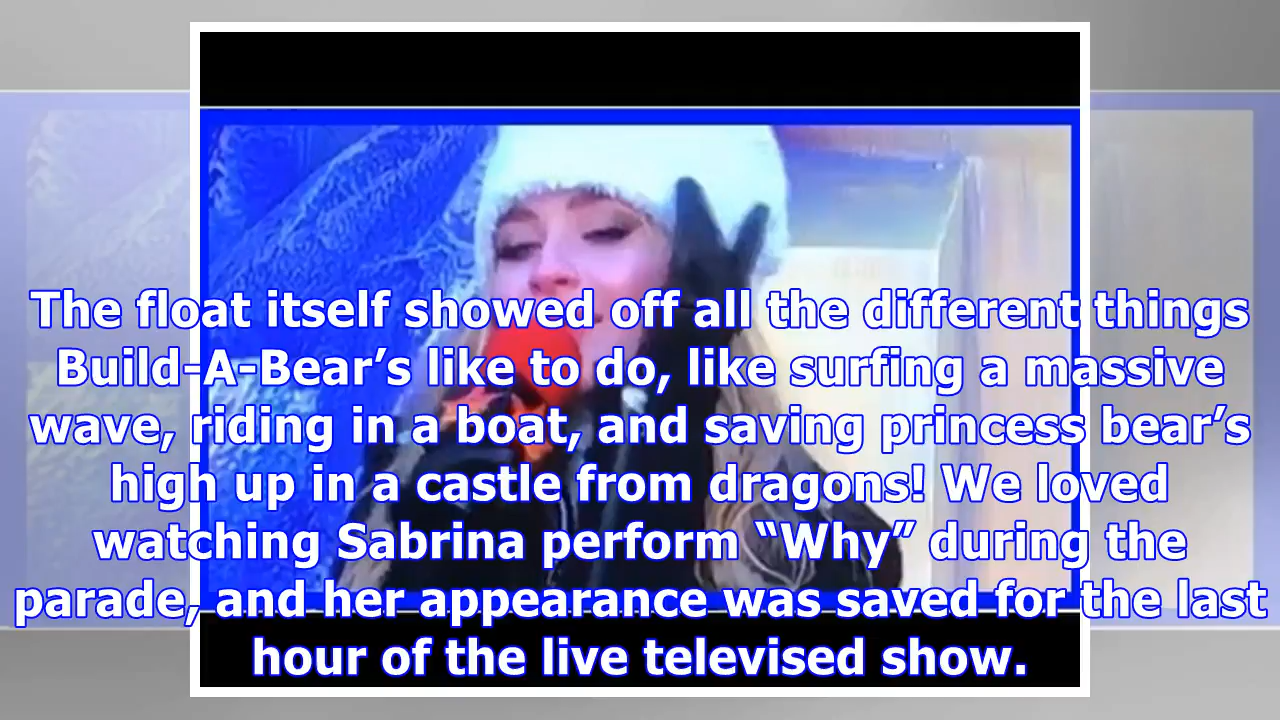 The float itself showed off all the different things
Build-A-Bear’s like to do, like surfing a massive
wave, riding in a boat, and saving princess bear’s
high up in a castle from dragons! We loved
watching Sabrina perform “Why” during the
parade, and her appearance was saved for the last
hour of the live televised show.